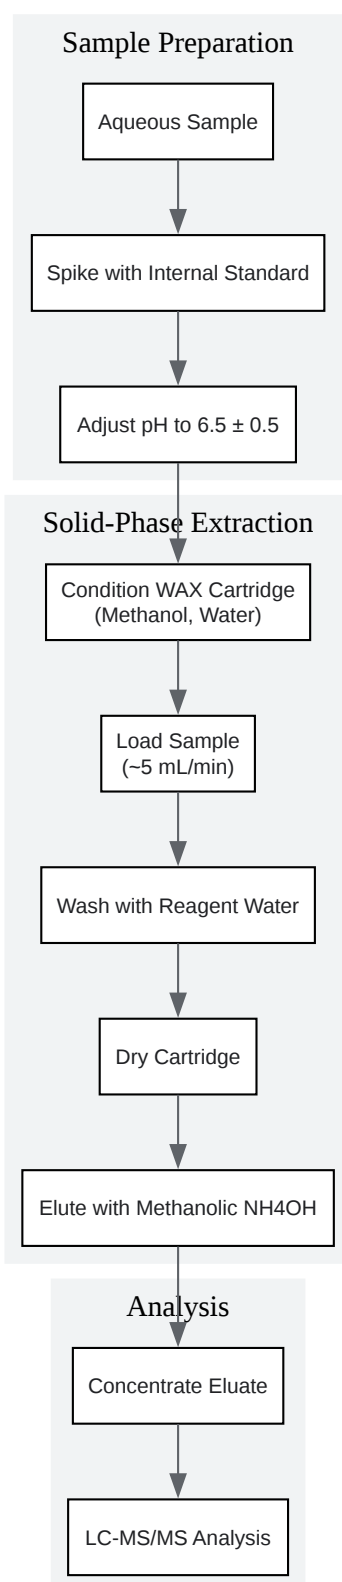 Sample Preparation
Aqueous Sample
Spike with Internal Standard
Adjust pH to 6.5 ± 0.5
Solid-Phase Extraction
Condition WAX Cartridge
(Methanol, Water)
Load Sample
(~5 mL/min)
Wash with Reagent Water
Dry Cartridge
Elute with Methanolic NH4OH
Analysis
Concentrate Eluate
LC-MS/MS Analysis